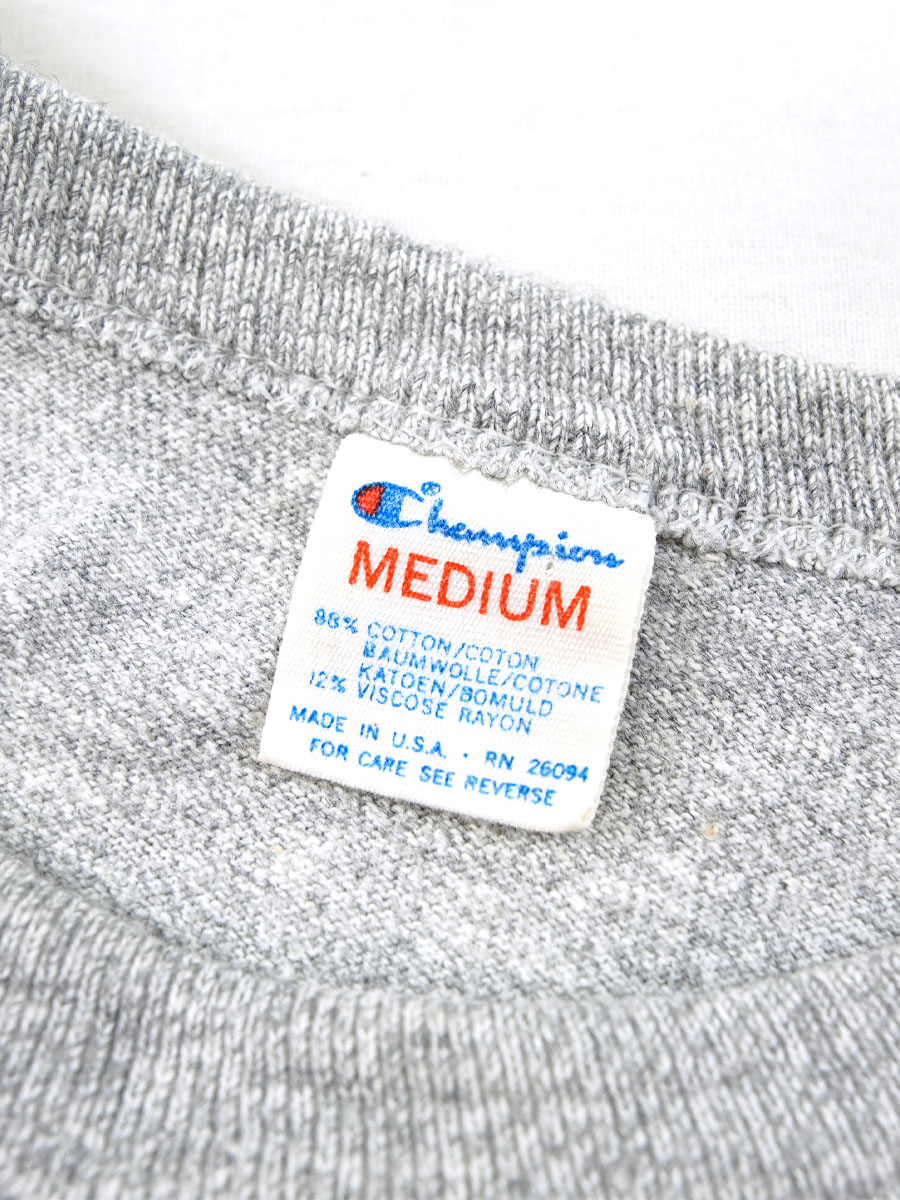 Champion
MEDIUM
88% COTTON/COTON
BAUMWOLLE/COTONE
KATOEN/BOMULD
12% VISCOSE RAYON
MADE IN U.S.A. · RN 26094
FOR CARE SEE REVERSE